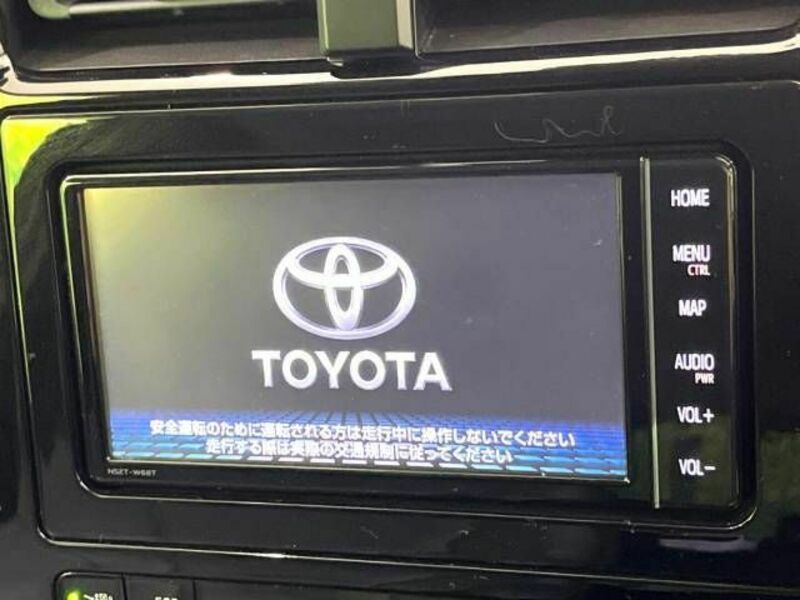 HOME
MENU
CTRL
MAP
TOYOTA
AUDIO
PWR
VOL+
安全運転のために運転される方は走行中に操作しないでください
走行する際は実際の交通規制に従ってください
VOL-
NSZT-W68T